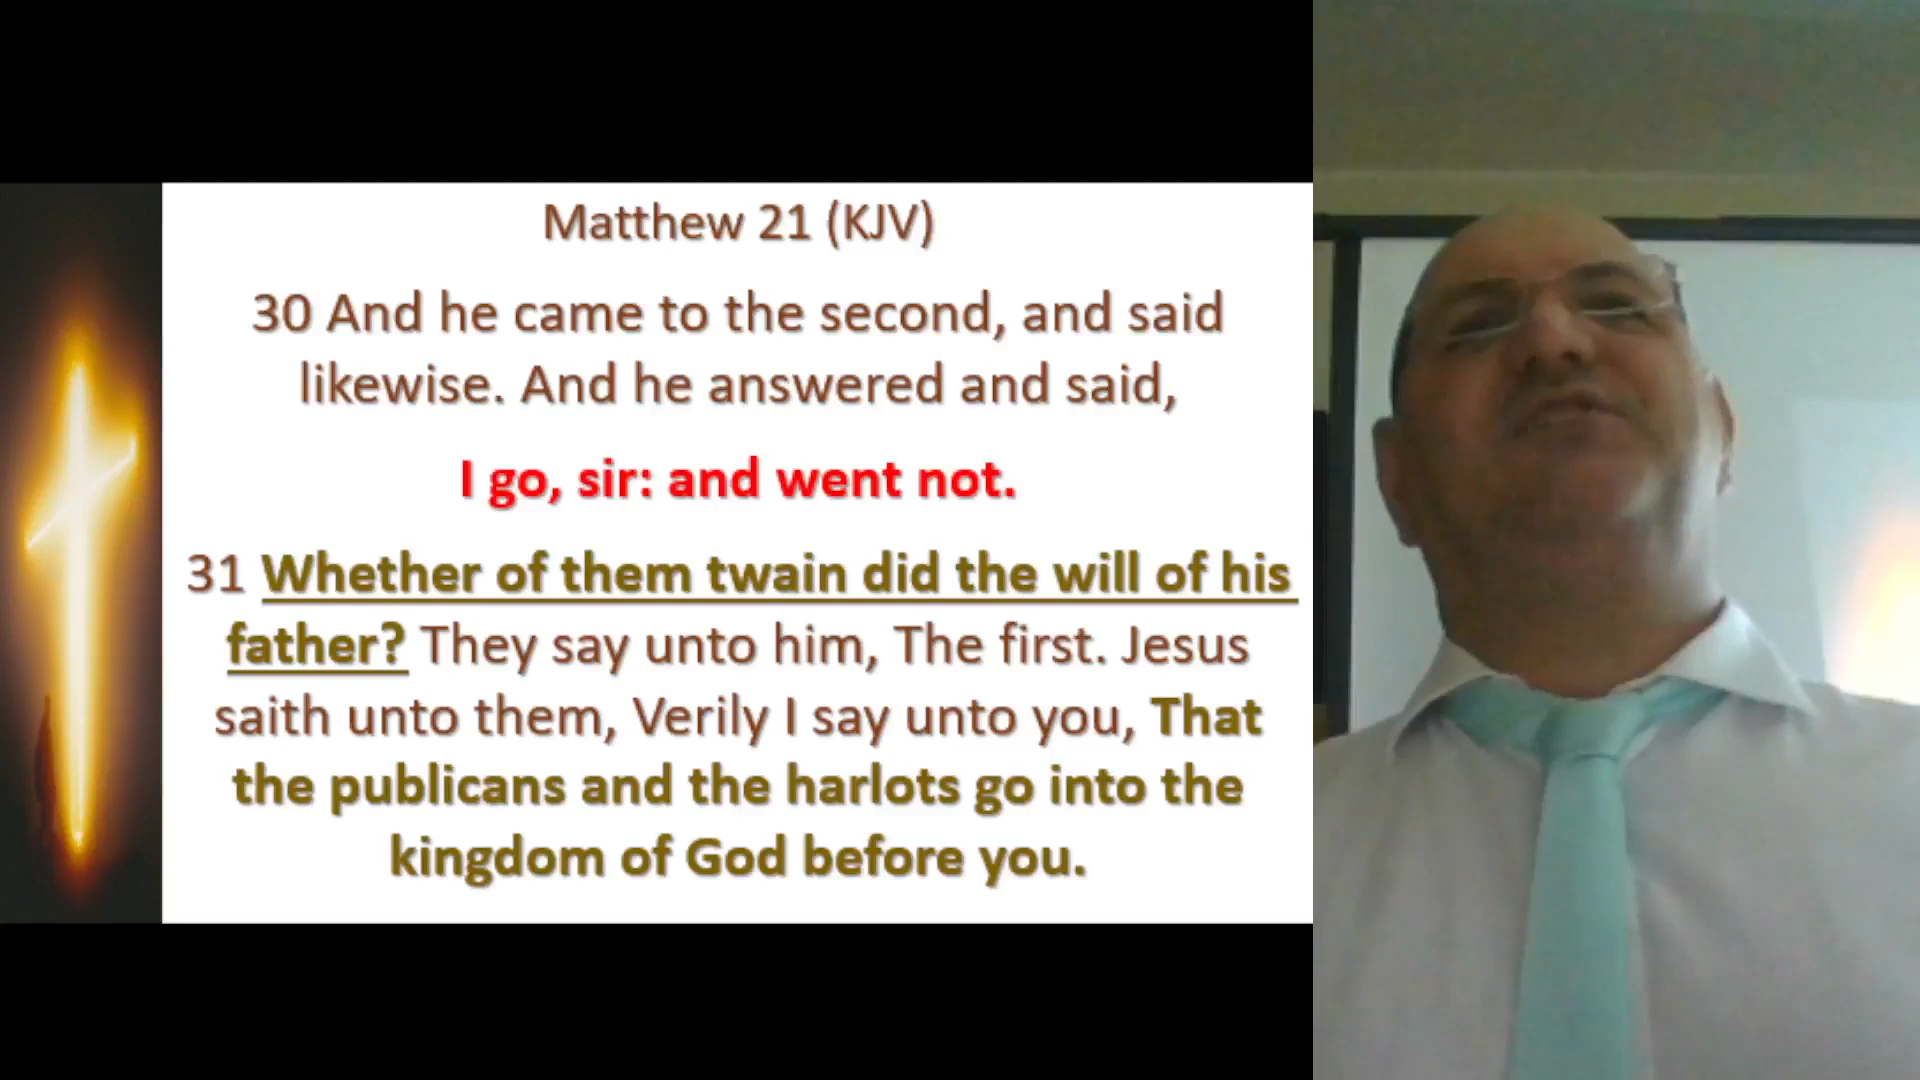 Matthew 21 (KJV)
30 And he came to the second, and said
likewise. And he answered and said,
I go, sir: and went not.
31 Whether of them twain did the will of his
father? They say unto him, The first. Jesus
saith unto them, Verily I say unto you, That
the publicans and the harlots go into the
kingdom of God before you.